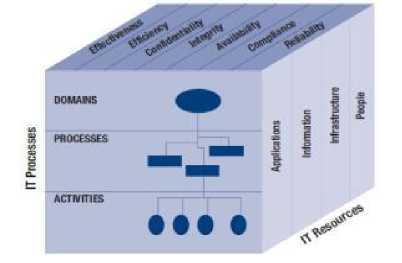 Effectiveness
Efficiency
Confidentiality
Integrity
Availability
Compliance
Reliability
DOMAINS
PROCESSES
ACTIVITIES
IT Processes
Applications
Information
Infrastructure
People
IT Resources